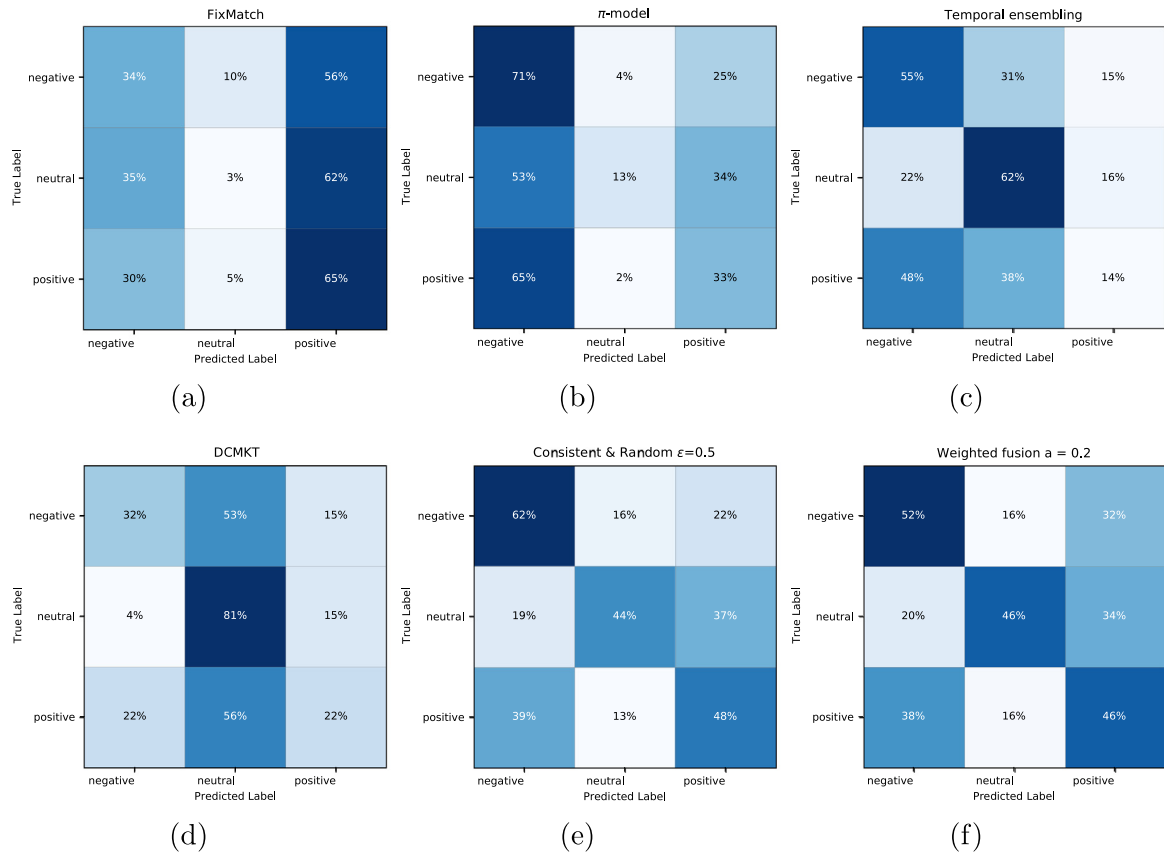 FixMatch
True Label
negative 34% 10% 56%
neutral 35% 3% 62%
positive 30% 5% 65%
negative neutral positive
Predicted Label
(a)
π-model
True Label
negative 71% 4% 25%
neutral 53% 13% 34%
positive 65% 2% 33%
negative neutral positive
Predicted Label
(b)
Temporal ensembling
True Label
negative 55% 31% 15%
neutral 22% 62% 16%
positive 48% 38% 14%
negative neutral positive
Predicted Label
(c)
DCMKT
True Label
negative 32% 53% 15%
neutral 4% 81% 15%
positive 22% 56% 22%
negative neutral positive
Predicted Label
(d)
Consistent & Random ε=0.5
True Label
negative 62% 16% 22%
neutral 19% 44% 37%
positive 39% 13% 48%
negative neutral positive
Predicted Label
(e)
Weighted fusion a = 0.2
True Label
negative 52% 16% 32%
neutral 20% 46% 34%
positive 38% 16% 46%
negative neutral positive
Predicted Label
(f)